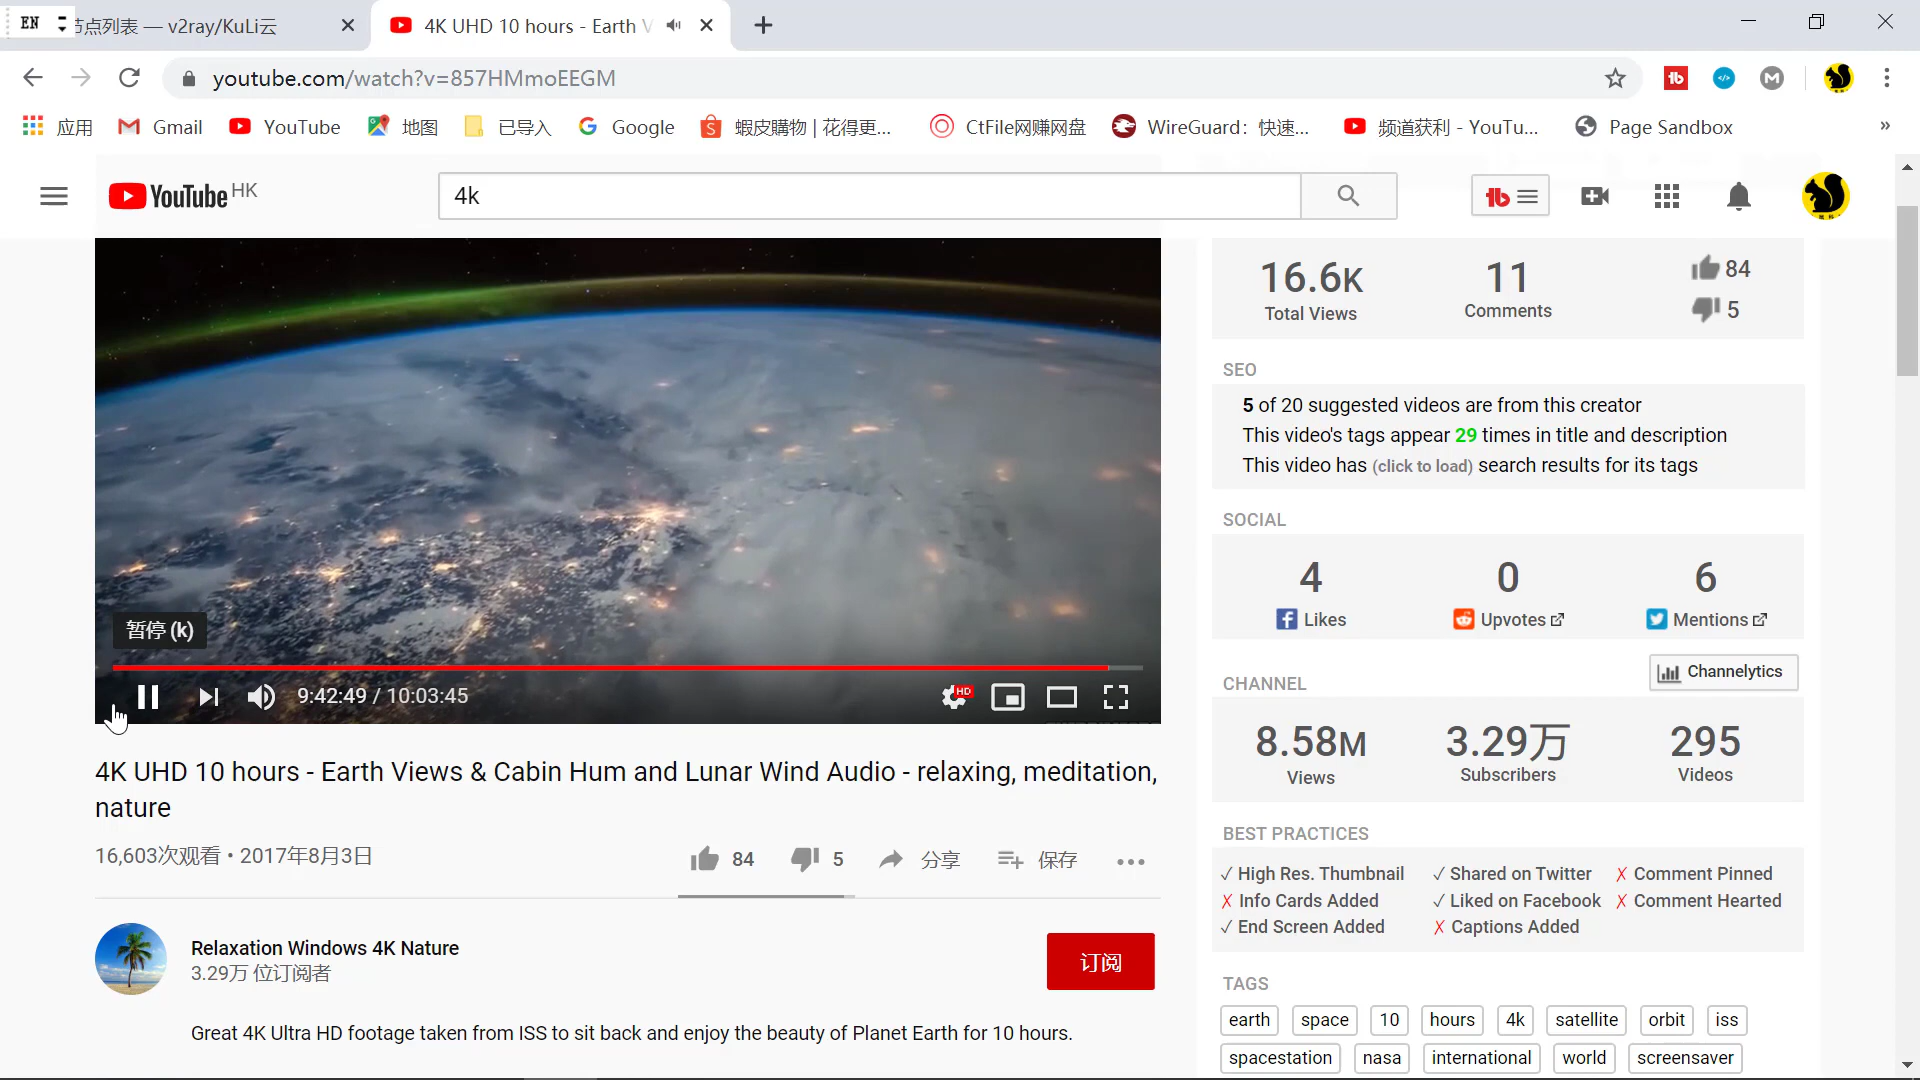 EN
节点列表 — v2ray/KuLi云
4K UHD 10 hours - Earth V
youtube.com/watch?v=857HMmoEEGM
应用
Gmail
YouTube
地图
已导入
Google
蝦皮購物 | 花得更...
CtFile网赚网盘
WireGuard：快速...
频道获利 - YouTu...
Page Sandbox
»
YouTube HK
4k
16.6K
Total Views
11
Comments
84
5
SEO
5 of 20 suggested videos are from this creator
This video's tags appear 29 times in title and description
This video has (click to load) search results for its tags
SOCIAL
4
Likes
0
Upvotes
6
Mentions
暂停 (k)
9:42:49 / 10:03:45
HD
CHANNEL
Channelytics
8.58M
Views
3.29万
Subscribers
295
Videos
4K UHD 10 hours - Earth Views & Cabin Hum and Lunar Wind Audio - relaxing, meditation,
nature
16,603次观看 • 2017年8月3日
84
5
分享
保存
BEST PRACTICES
✓ High Res. Thumbnail
✓ Shared on Twitter
✗ Comment Pinned
✗ Info Cards Added
✓ Liked on Facebook
✗ Comment Hearted
✓ End Screen Added
✗ Captions Added
Relaxation Windows 4K Nature
3.29万 位订阅者
订阅
Great 4K Ultra HD footage taken from ISS to sit back and enjoy the beauty of Planet Earth for 10 hours.
TAGS
earth space 10 hours 4k satellite orbit iss
spacestation nasa international world screensaver